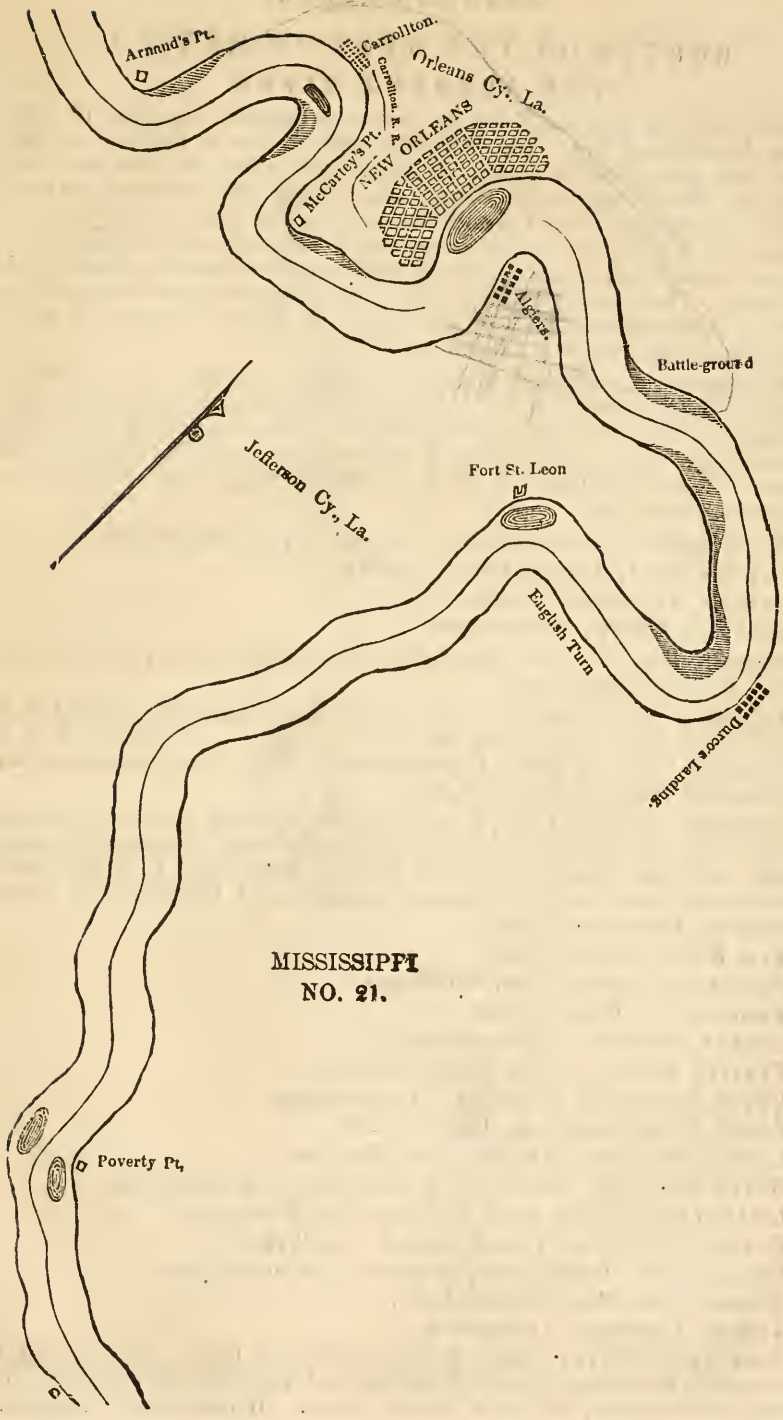 Arnaud's Pt.
Carrollton.
Orleans Cy., La.
Carrollton, R. R.
NEW ORLEANS
McCartey's Pt.
Algiers.
Battle-ground
Jefferson Cy., La.
Fort St. Leon
English Turn
Durco's Landing.
MISSISSIPPI
NO. 21.
Poverty Pt,